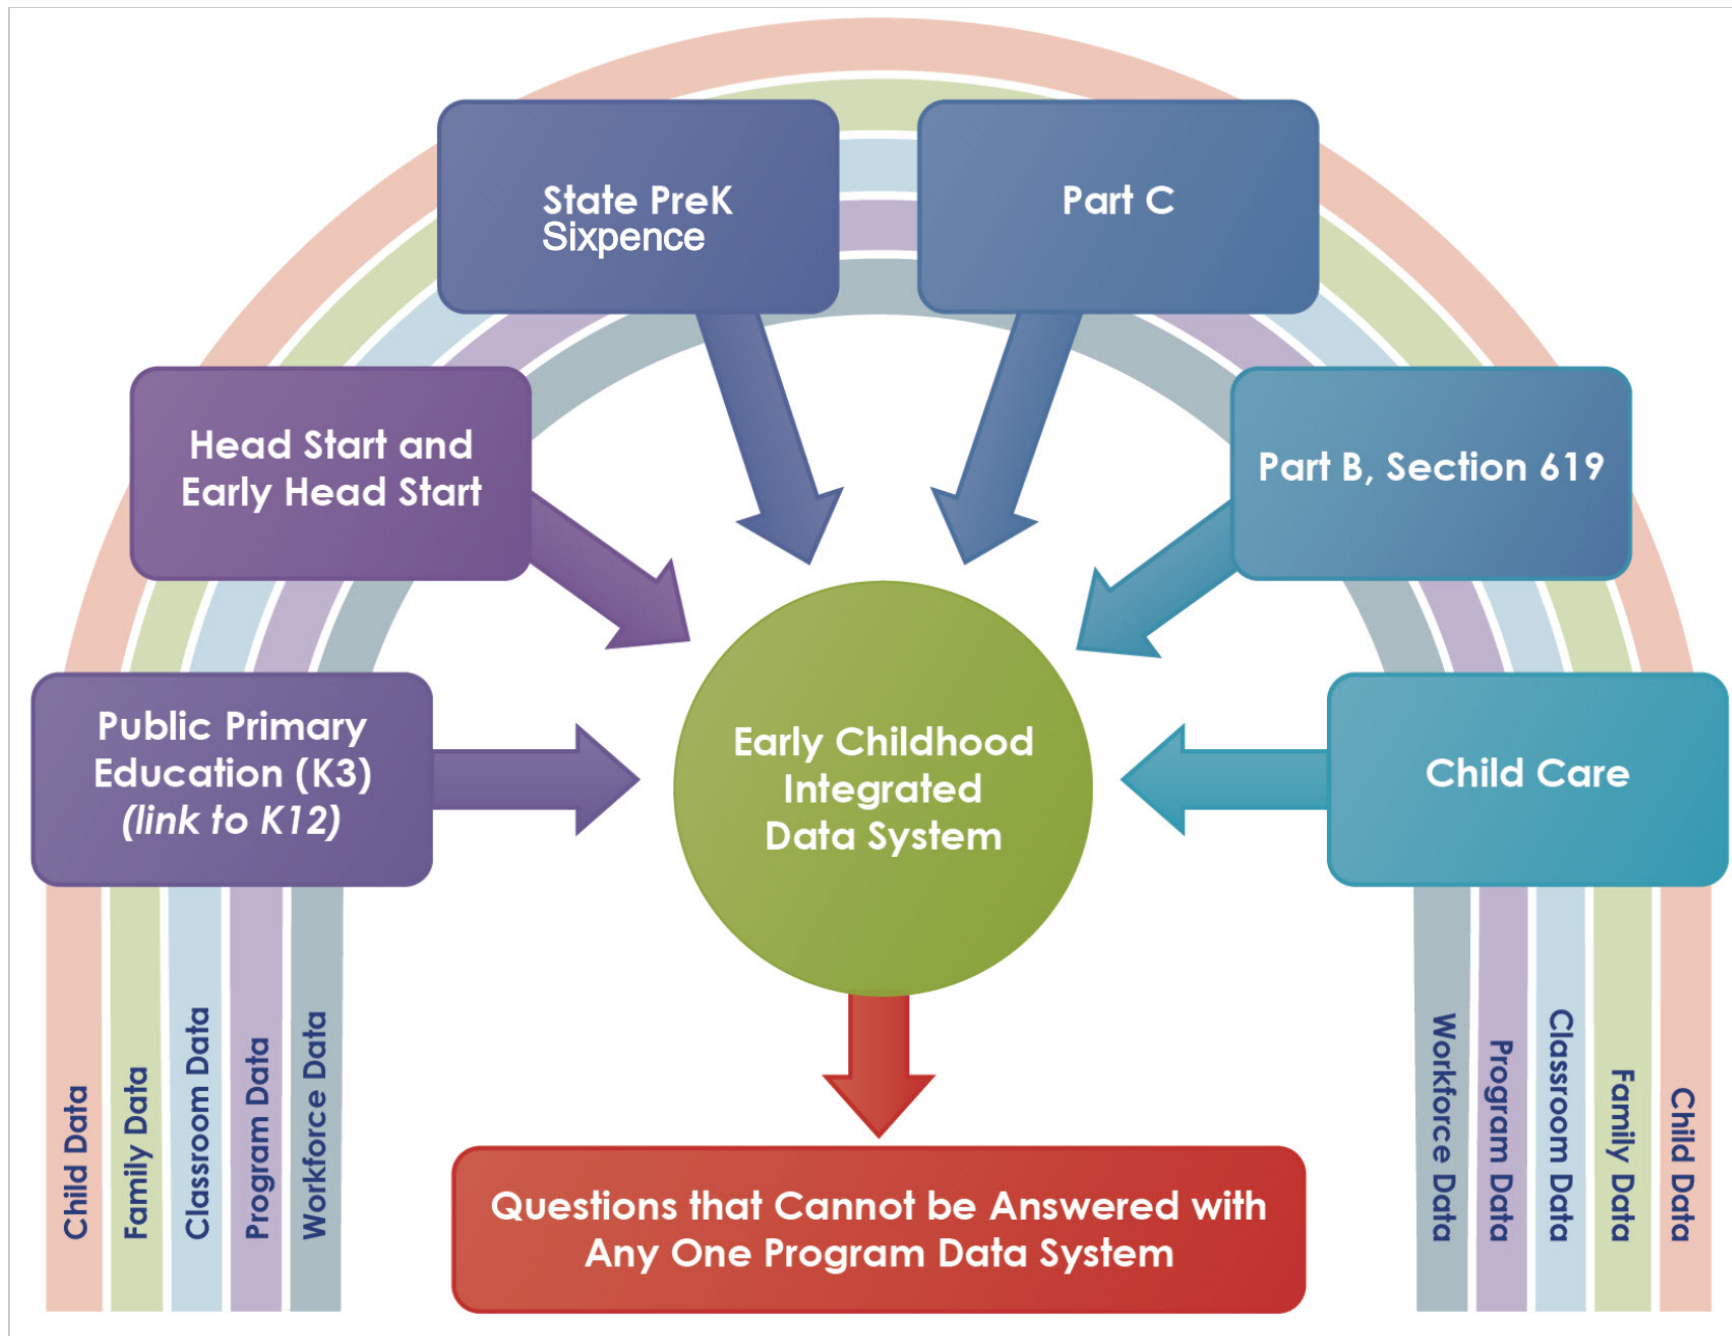 State PreK
Sixpence
Part C
Head Start and
Early Head Start
Part B, Section 619
Public Primary
Education (K3)
(link to K12)
Early Childhood
Integrated
Data System
Child Care
Child Data
Family Data
Classroom Data
Program Data
Workforce Data
Workforce Data
Program Data
Classroom Data
Family Data
Child Data
Questions that Cannot be Answered with
Any One Program Data System